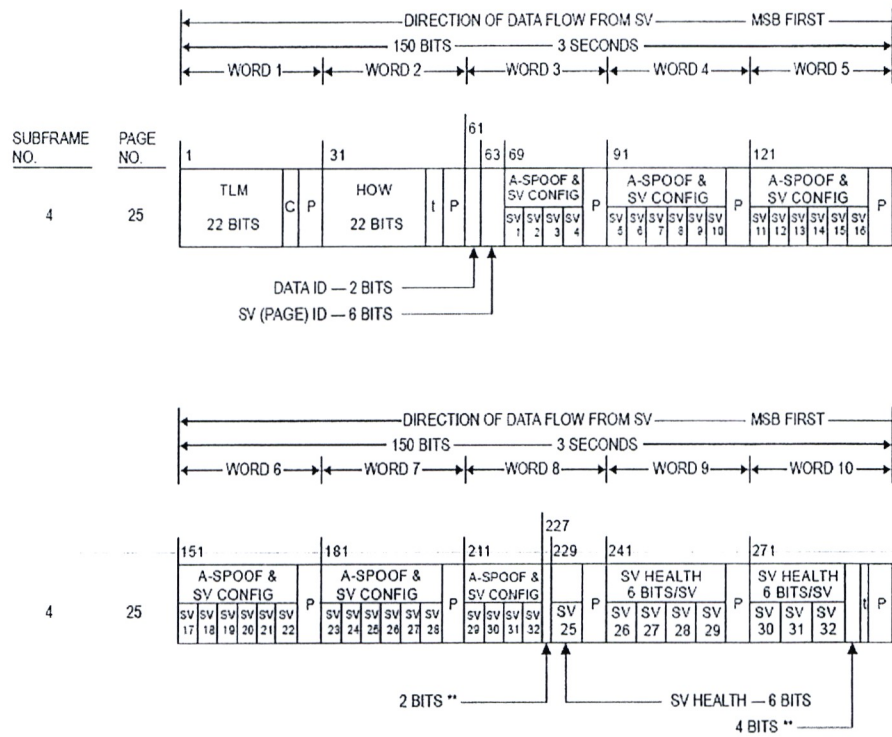 DIRECTION OF DATA FLOW FROM SV MSB FIRST
150 BITS 3 SECONDS
WORD 1 WORD 2 WORD 3 WORD 4 WORD 5
SUBFRAME NO. PAGE NO.
1 31 61 63 69 91 121
4 25
TLM 22 BITS C P
HOW 22 BITS t P
A-SPOOF & SV CONFIG P
SV 1 SV 2 SV 3 SV 4
A-SPOOF & SV CONFIG P
SV 5 SV 6 SV 7 SV 8 SV 9 SV 10
A-SPOOF & SV CONFIG P
SV 11 SV 12 SV 13 SV 14 SV 15 SV 16
DATA ID — 2 BITS
SV (PAGE) ID — 6 BITS
DIRECTION OF DATA FLOW FROM SV MSB FIRST
150 BITS 3 SECONDS
WORD 6 WORD 7 WORD 8 WORD 9 WORD 10
151 181 211 227 229 241 271
4 25
A-SPOOF & SV CONFIG P
SV 17 SV 18 SV 19 SV 20 SV 21 SV 22
A-SPOOF & SV CONFIG P
SV 23 SV 24 SV 25 SV 26 SV 27 SV 28
A-SPOOF & SV CONFIG
SV 29 SV 30 SV 31 SV 32
SV 25 P
SV HEALTH 6 BITS/SV P
SV 26 SV 27 SV 28 SV 29
SV HEALTH 6 BITS/SV t P
SV 30 SV 31 SV 32
2 BITS **
SV HEALTH — 6 BITS
4 BITS **